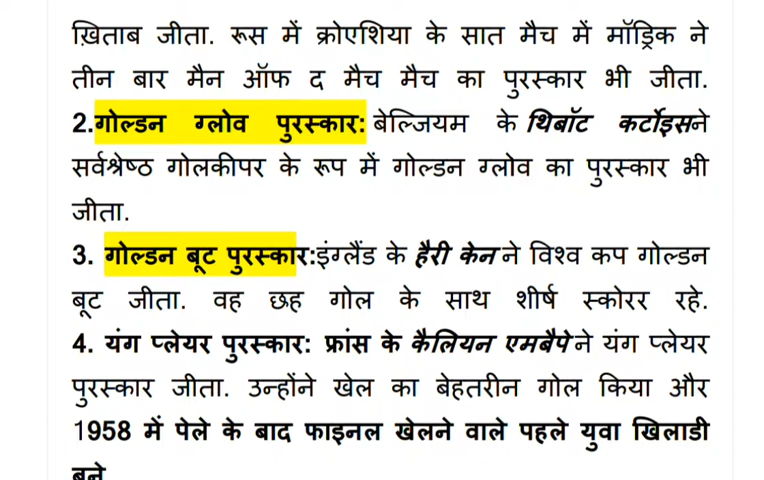 ख़िताब जीता. रूस में क्रोएशिया के सात मैच में मॉड्रिक ने
तीन बार मैन ऑफ द मैच मैच का पुरस्कार भी जीता.
2.गोल्डन ग्लोव पुरस्कार: बेल्जियम के थिबॉट कर्टोइसने
सर्वश्रेष्ठ गोलकीपर के रूप में गोल्डन ग्लोव का पुरस्कार भी
जीता.
3. गोल्डन बूट पुरस्कार:इंग्लैंड के हैरी केन ने विश्व कप गोल्डन
बूट जीता. वह छह गोल के साथ शीर्ष स्कोरर रहे.
4. यंग प्लेयर पुरस्कार: फ्रांस के कैलियन एमबैपे ने यंग प्लेयर
पुरस्कार जीता. उन्होंने खेल का बेहतरीन गोल किया और
1958 में पेले के बाद फाइनल खेलने वाले पहले युवा खिलाडी
बने